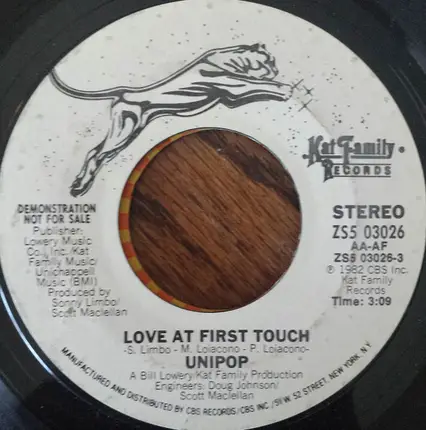 Kat Family
RECORDS
DEMONSTRATION
NOT FOR SALE
Publisher:
Lowery Music
Co., Inc./Kat
Family Music/
Unichappell
Music (BMI)
Produced by
Sonny Limbo/
Scott Maclellan
STEREO
ZS5 03026
AA-AF
ZS5 03026-3
℗ 1982 CBS Inc.
Kat Family
Records
Time: 3:09
LOVE AT FIRST TOUCH
-S. Limbo - M. Loiacono - P. Loiacono-
UNIPOP
A Bill Lowery/Kat Family Production
Engineers: Doug Johnson/
Scott Maclellan
MANUFACTURED AND DISTRIBUTED BY CBS RECORDS/CBS INC./51 W. 52 STREET, NEW YORK, N.Y.